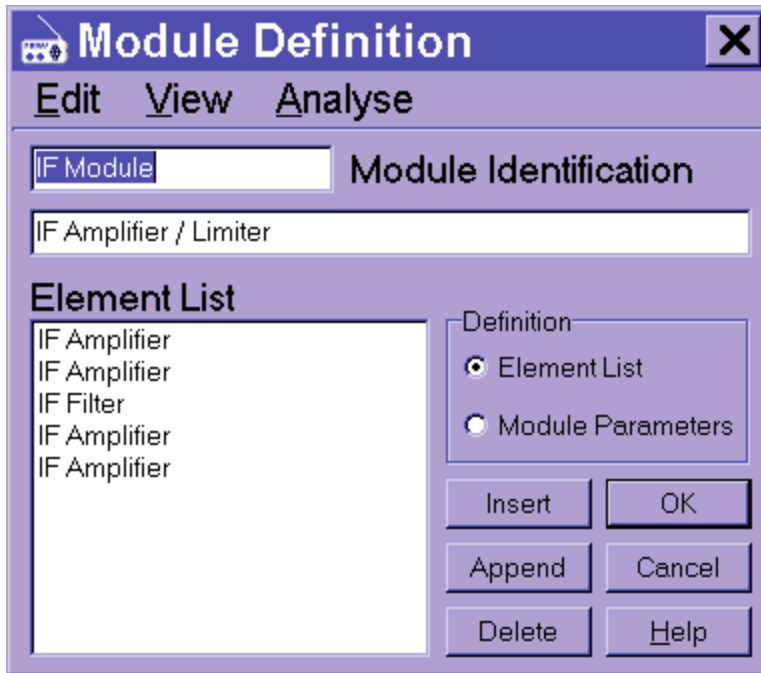 Module Definition
Edit View Analyse
IF Module
Module Identification
IF Amplifier / Limiter
Element List
IF Amplifier
IF Amplifier
IF Filter
IF Amplifier
IF Amplifier
Definition
Element List
Module Parameters
Insert OK
Append Cancel
Delete Help